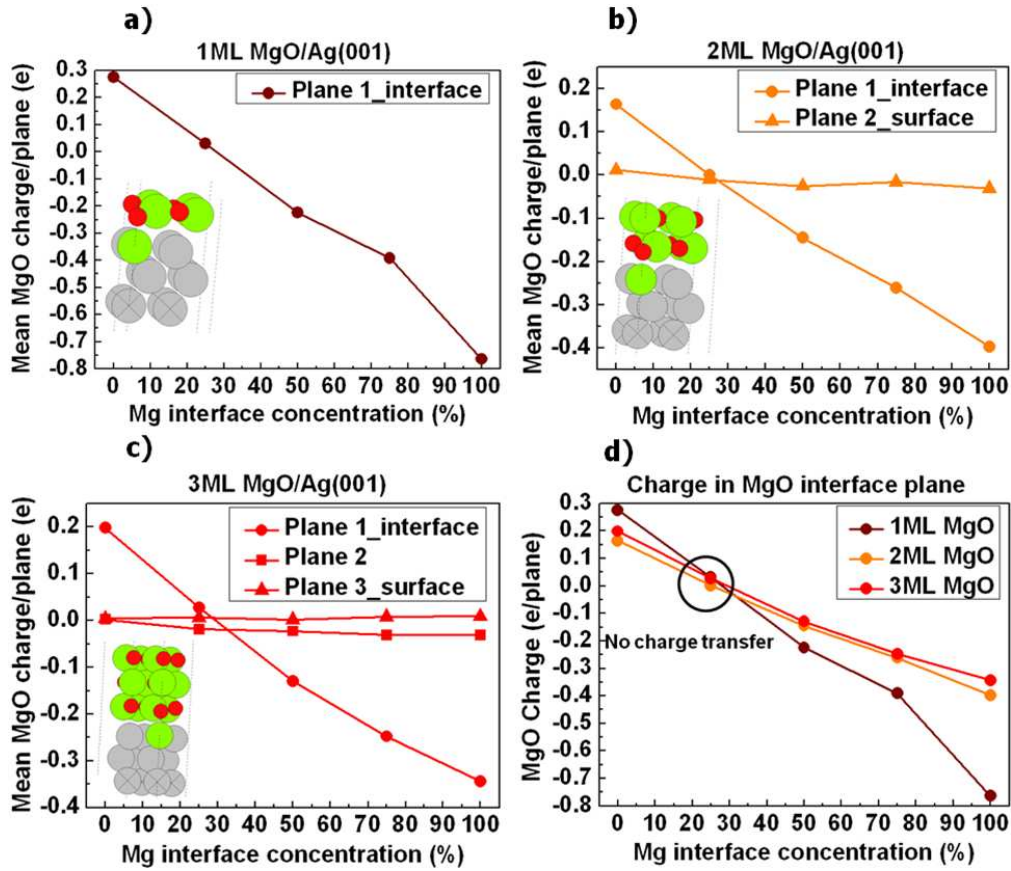 a)
1ML MgO/Ag(001)
Plane 1_interface
Mean MgO charge/plane (e)
0.3
0.2
0.1
0.0
-0.1
-0.2
-0.3
-0.4
-0.5
-0.6
-0.7
-0.8
0 10 20 30 40 50 60 70 80 90 100
Mg interface concentration (%)
b)
2ML MgO/Ag(001)
Plane 1_interface
Plane 2_surface
Mean MgO charge/plane (e)
0.2
0.1
0.0
-0.1
-0.2
-0.3
-0.4
0 10 20 30 40 50 60 70 80 90 100
Mg interface concentration (%)
c)
3ML MgO/Ag(001)
Plane 1_interface
Plane 2
Plane 3_surface
Mean MgO charge/plane (e)
0.2
0.1
0.0
-0.1
-0.2
-0.3
-0.4
0 10 20 30 40 50 60 70 80 90 100
Mg interface concentration (%)
d)
Charge in MgO interface plane
1ML MgO
2ML MgO
3ML MgO
No charge transfer
MgO Charge (e/plane)
0.3
0.2
0.1
0.0
-0.1
-0.2
-0.3
-0.4
-0.5
-0.6
-0.7
-0.8
0 10 20 30 40 50 60 70 80 90 100
Mg interface concentration (%)